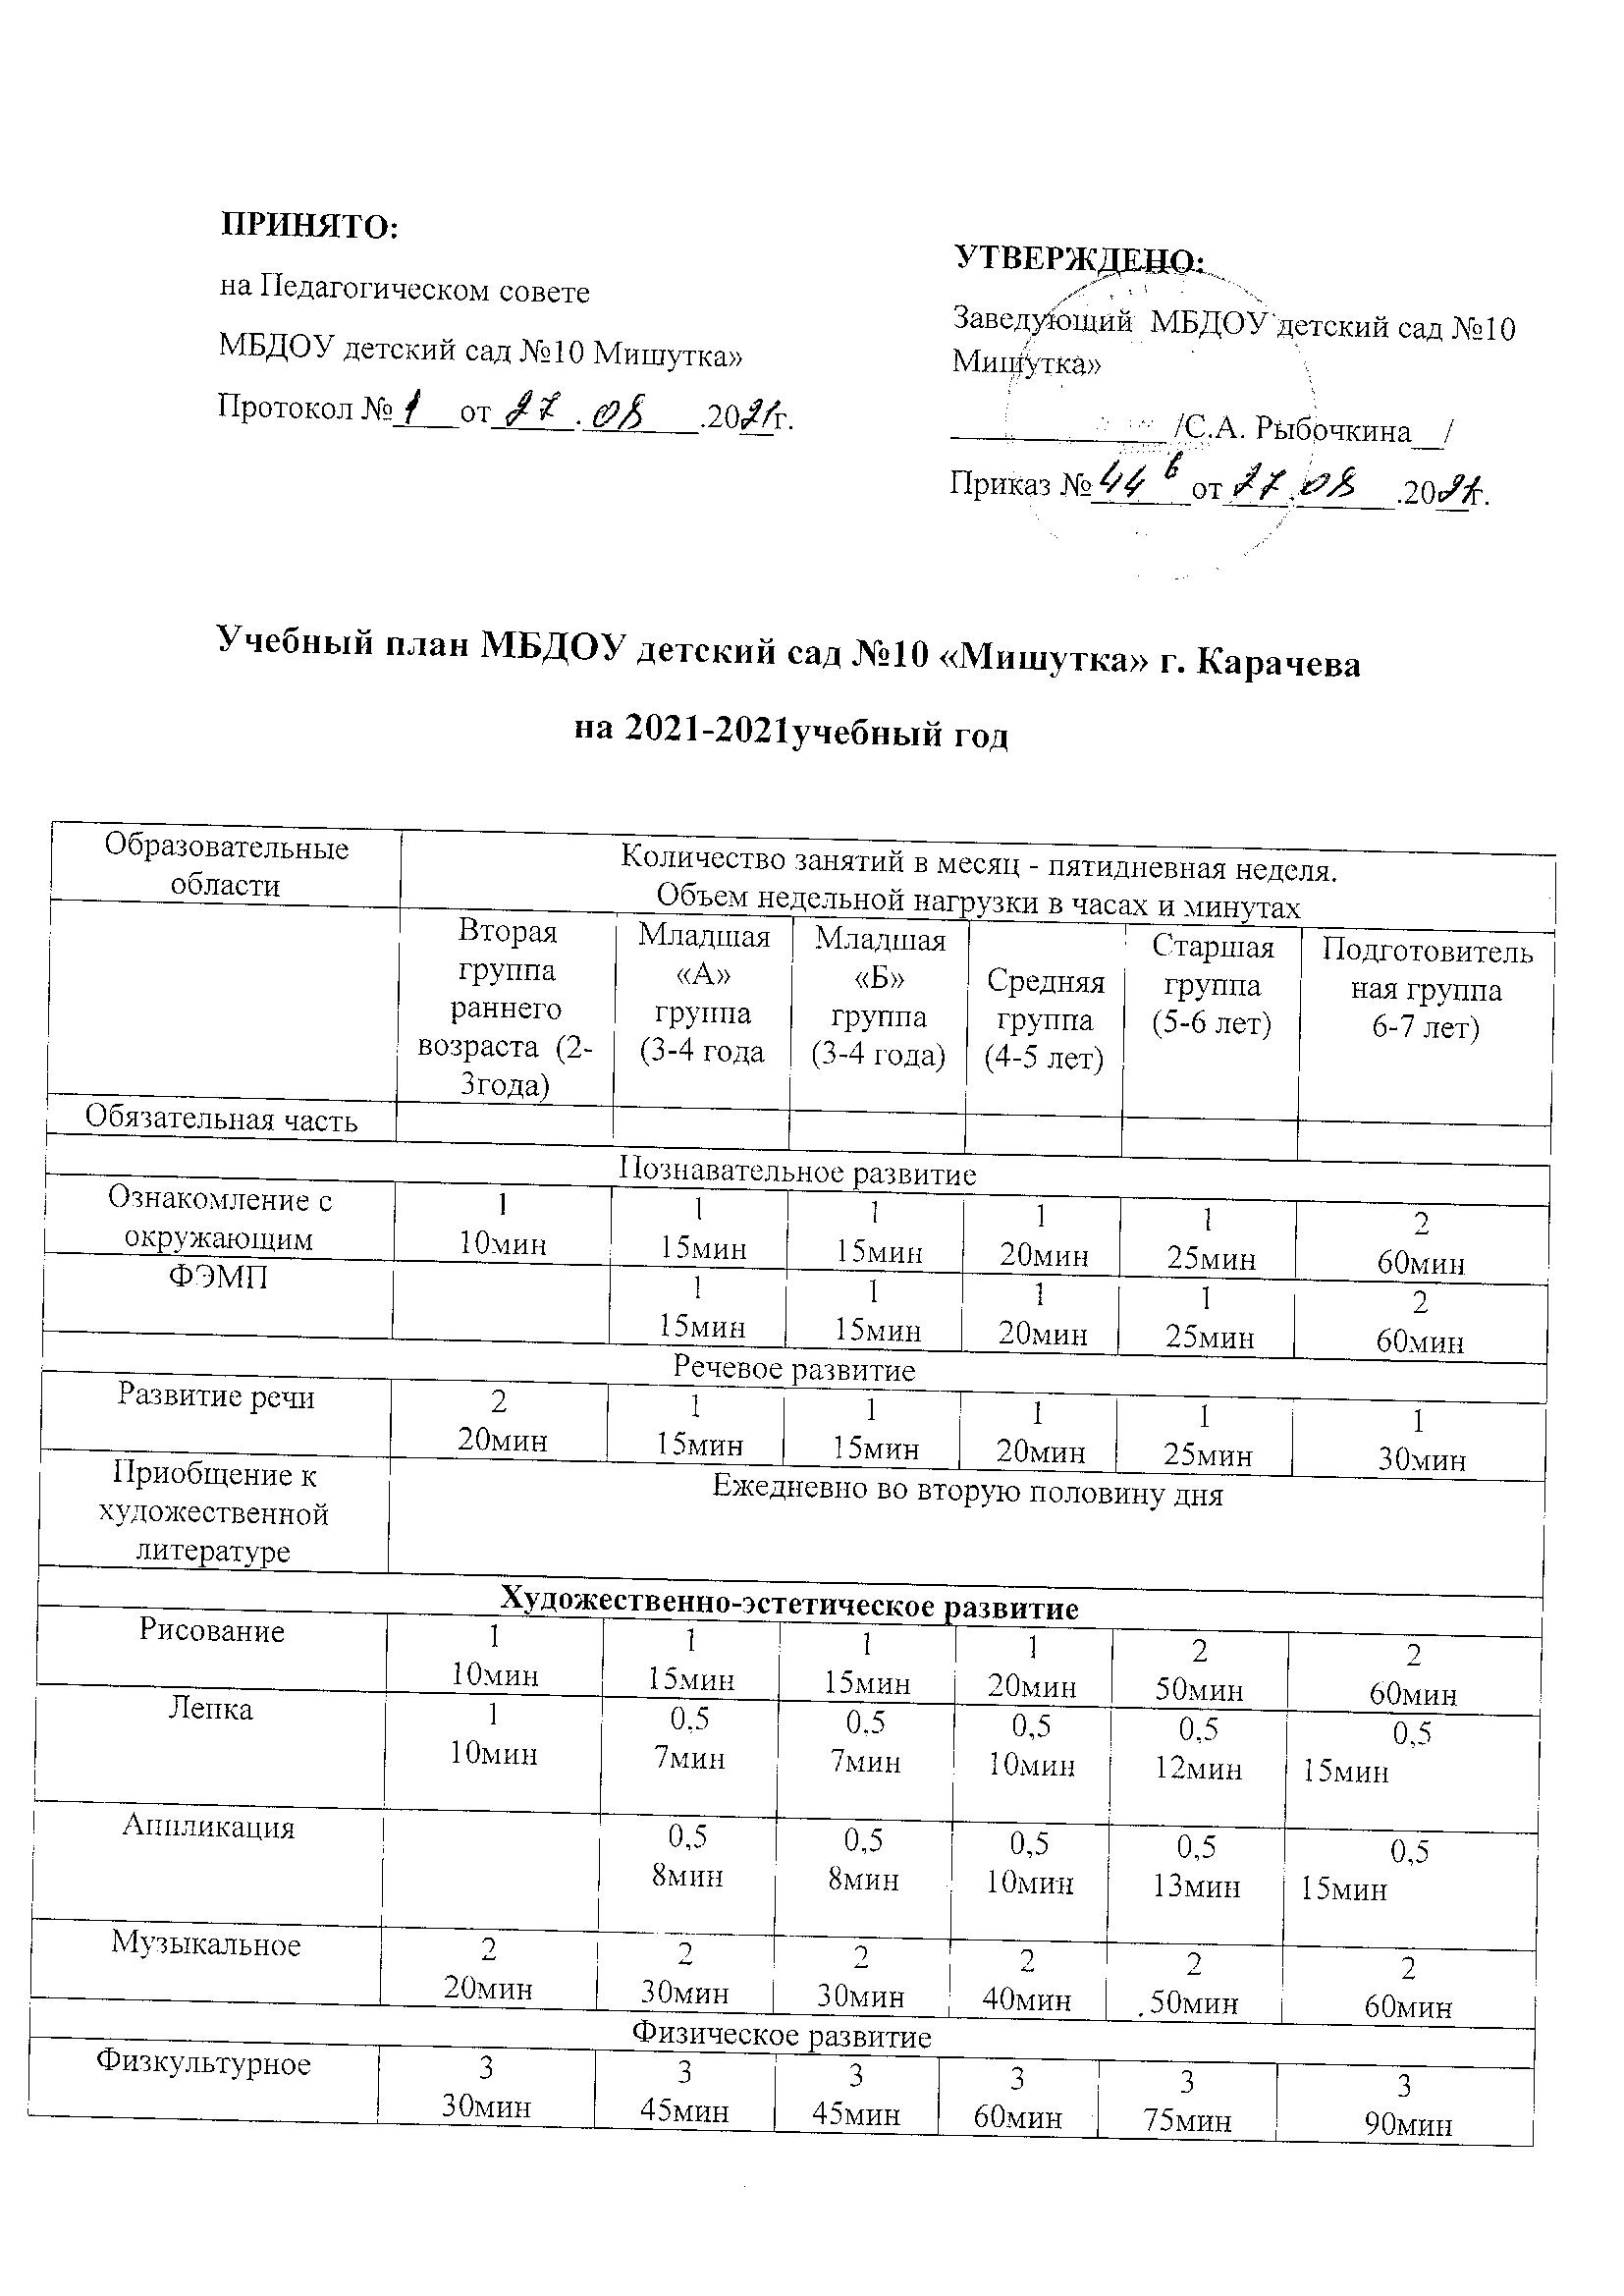 ПРИНЯТО:
на Педагогическом совете
МБДОУ детский сад №10 Мишутка»
Протокол №1 от 27.08.2021г.
УТВЕРЖДЕНО:
Заведующий МБДОУ детский сад №10
Мишутка»
/С.А. Рыбочкина__/
Приказ №44 в от 27.08.2021г.
Учебный план МБДОУ детский сад №10 «Мишутка» г. Карачева
на 2021-2021учебный год
Образовательные
области
Количество занятий в месяц - пятидневная неделя.
Объем недельной нагрузки в часах и минутах
Вторая
группа
раннего
возраста (2-
3года)
Младшая
«А»
группа
(3-4 года
Младшая
«Б»
группа
(3-4 года)
Средняя
группа
(4-5 лет)
Старшая
группа
(5-6 лет)
Подготовитель
ная группа
6-7 лет)
Обязательная часть
Познавательное развитие
Ознакомление с
окружающим
1 1 1 1 1 2
10мин 15мин 15мин 20мин 25мин 60мин
ФЭМП
1 1 1 1 2
15мин 15мин 20мин 25мин 60мин
Речевое развитие
Развитие речи
2 1 1 1 1 1
20мин 15мин 15мин 20мин 25мин 30мин
Приобщение к
художественной
литературе
Ежедневно во вторую половину дня
Художественно-эстетическое развитие
Рисование
1 1 1 1 2 2
10мин 15мин 15мин 20мин 50мин 60мин
Лепка
1 0,5 0,5 0,5 0,5 0,5
10мин 7мин 7мин 10мин 12мин 15мин
Аппликация
0,5 0,5 0,5 0,5 0,5
8мин 8мин 10мин 13мин 15мин
Музыкальное
2 2 2 2 2 2
20мин 30мин 30мин 40мин 50мин 60мин
Физическое развитие
Физкультурное
3 3 3 3 3 3
30мин 45мин 45мин 60мин 75мин 90мин